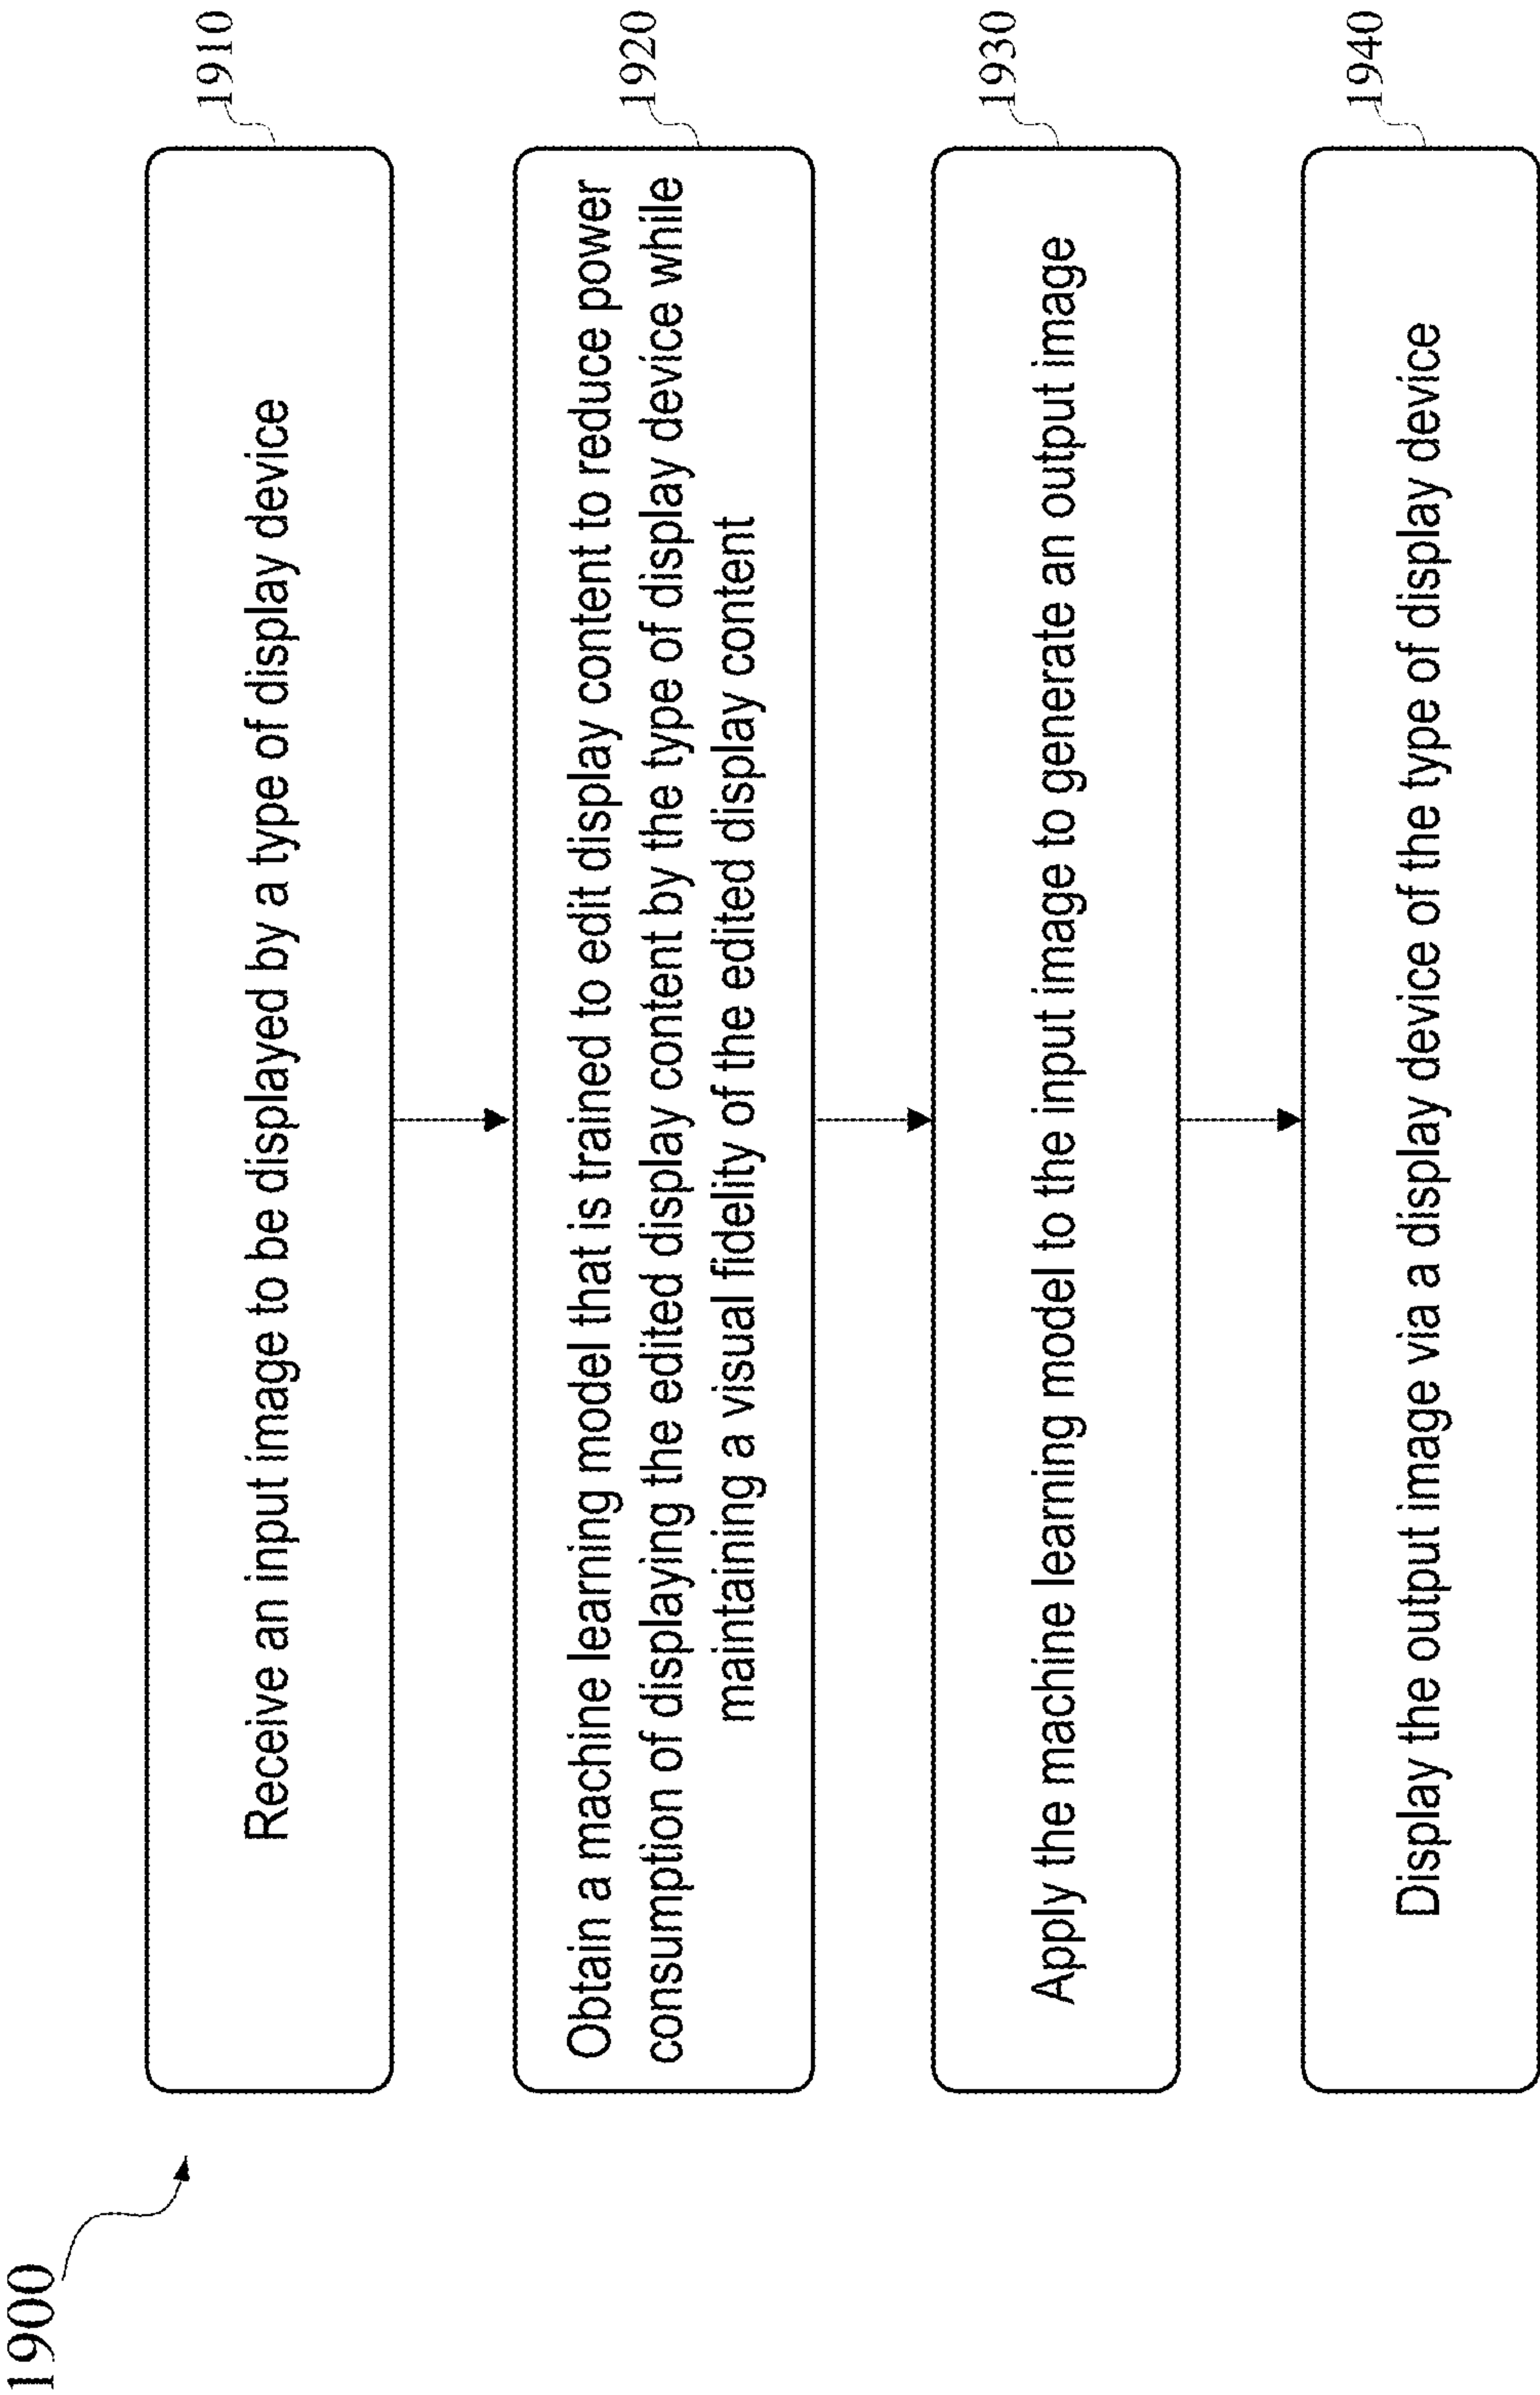 1900
Receive an input image to be displayed by a type of display device
1910
Obtain a machine learning model that is trained to edit display content to reduce power
consumption of displaying the edited display content by the type of display device while
maintaining a visual fidelity of the edited display content
1920
Apply the machine learning model to the input image to generate an output image
1930
Display the output image via a display device of the type of display device
1940